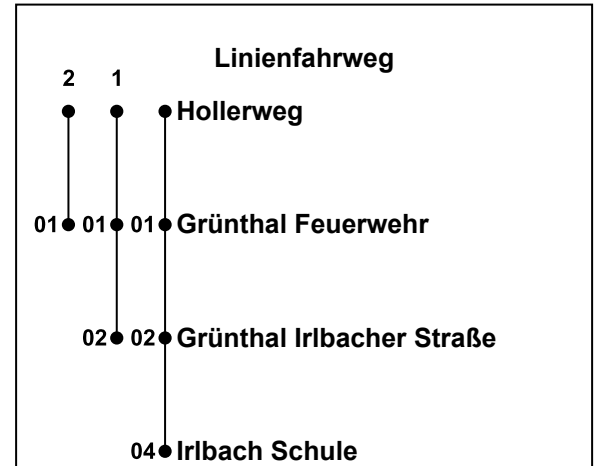 Linienfahrweg
2 1
Hollerweg
01 01 01 Grünthal Feuerwehr
02 02 Grünthal Irlbacher Straße
04 Irlbach Schule